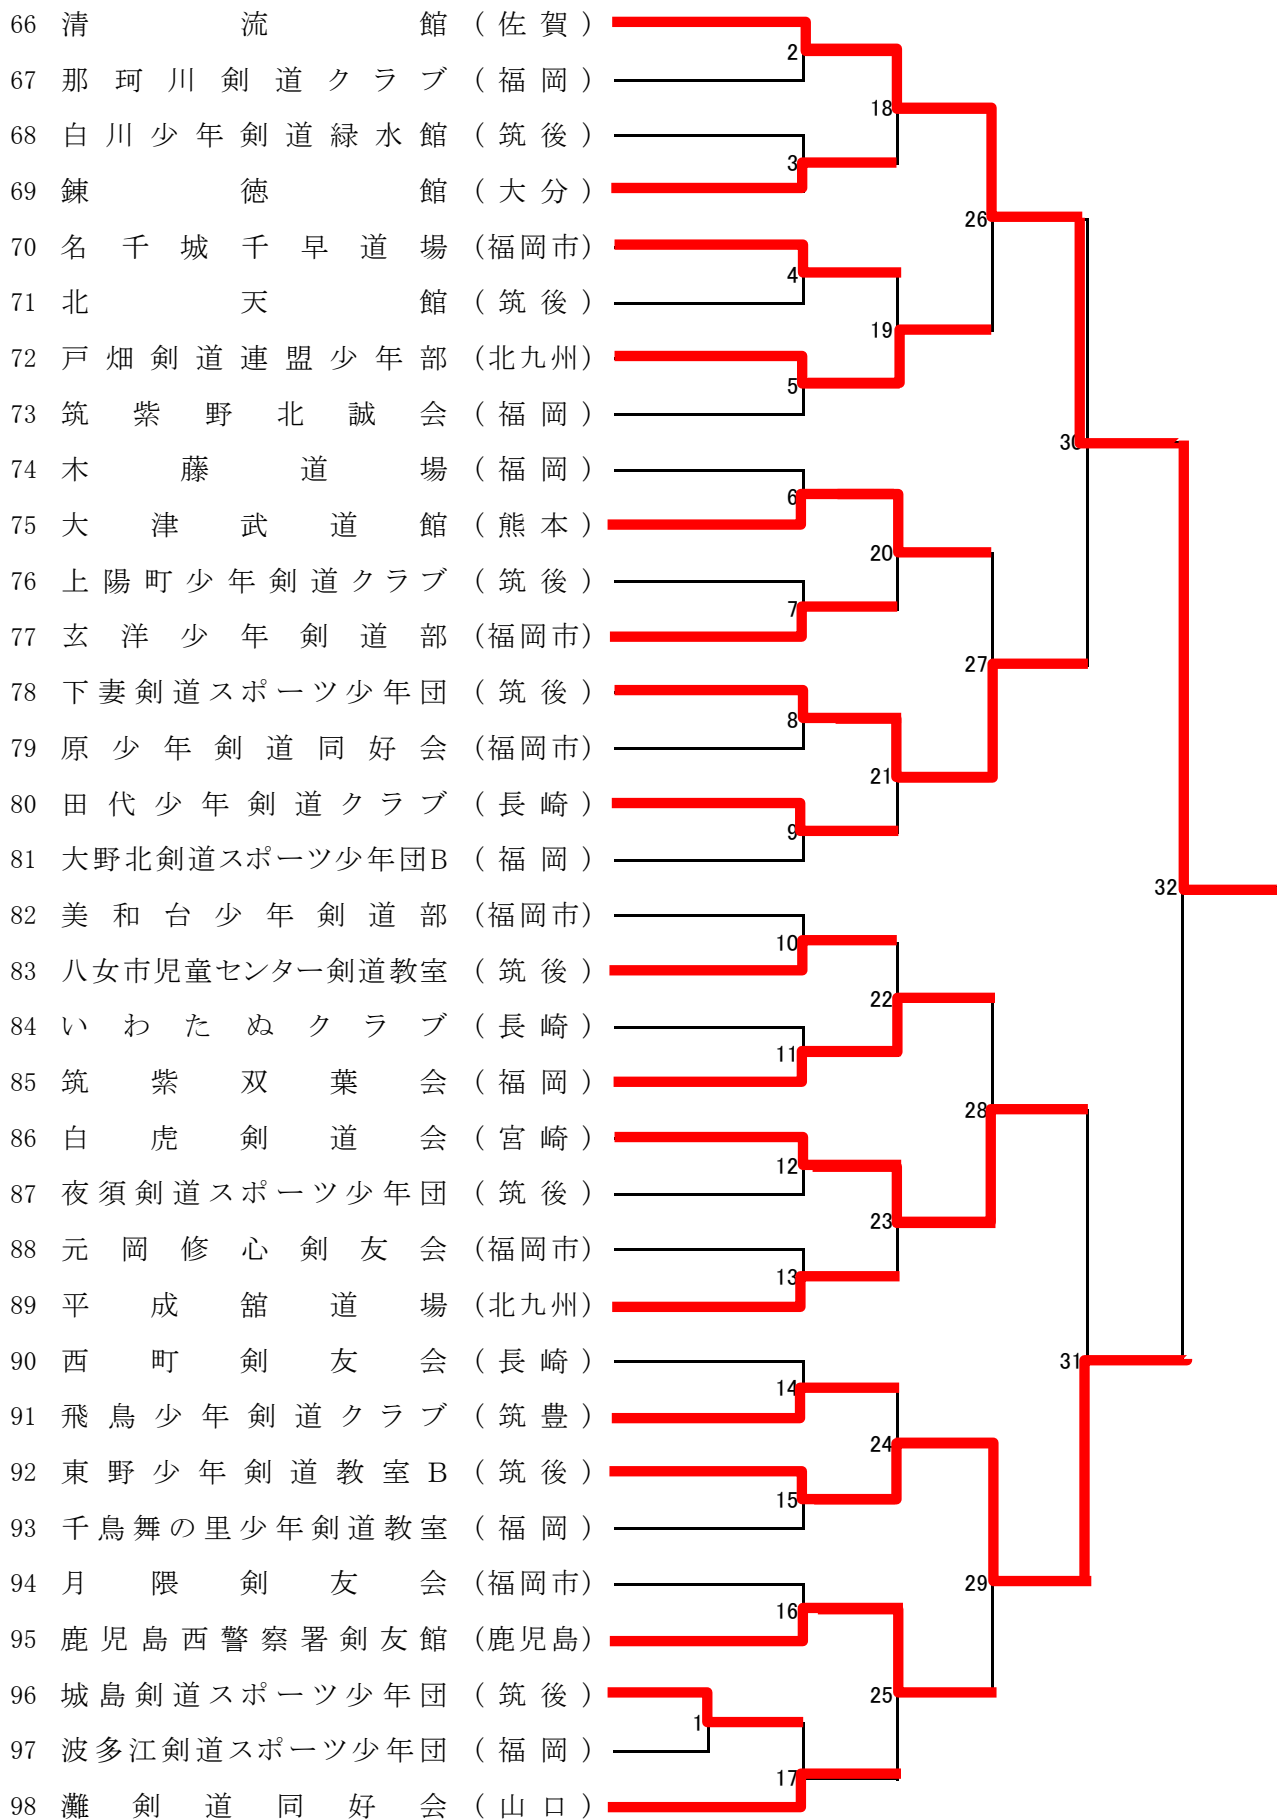 66 清流館 (佐賀)
2
67 那珂川剣道クラブ (福岡)
18
68 白川少年剣道緑水館 (筑後)
3
69 錬徳館 (大分)
26
70 名千城千早道場 (福岡市)
4
71 北天館 (筑後)
19
72 戸畑剣道連盟少年部 (北九州)
5
73 筑紫野北誠会 (福岡)
30
74 木藤道場 (福岡)
6
75 大津武道館 (熊本)
20
76 上陽町少年剣道クラブ (筑後)
7
77 玄洋少年剣道部 (福岡市)
27
78 下妻剣道スポーツ少年団 (筑後)
8
79 原少年剣道同好会 (福岡市)
21
80 田代少年剣道クラブ (長崎)
9
81 大野北剣道スポーツ少年団B (福岡)
32
82 美和台少年剣道部 (福岡市)
10
83 八女市児童センター剣道教室 (筑後)
22
84 いわたぬクラブ (長崎)
11
85 筑紫双葉会 (福岡)
28
86 白虎剣道会 (宮崎)
12
87 夜須剣道スポーツ少年団 (筑後)
23
88 元岡修心剣友会 (福岡市)
13
89 平成舘道場 (北九州)
31
90 西町剣友会 (長崎)
14
91 飛鳥少年剣道クラブ (筑豊)
24
92 東野少年剣道教室B (筑後)
15
93 千鳥舞の里少年剣道教室 (福岡)
29
94 月隈剣友会 (福岡市)
16
95 鹿児島西警察署剣友館 (鹿児島)
25
96 城島剣道スポーツ少年団 (筑後)
1
97 波多江剣道スポーツ少年団 (福岡)
17
98 灘剣道同好会 (山口)